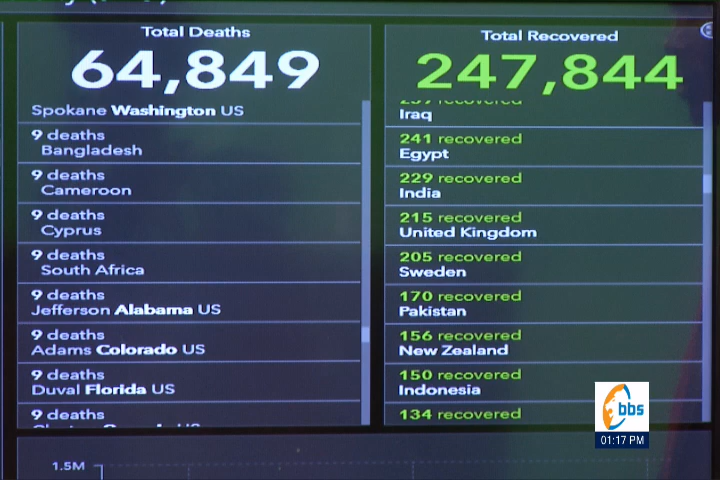 Total Deaths
64,849
Spokane Washington US
9 deaths
Bangladesh
9 deaths
Cameroon
9 deaths
Cyprus
9 deaths
South Africa
9 deaths
Jefferson Alabama US
9 deaths
Adams Colorado US
9 deaths
Duval Florida US
9 deaths
Total Recovered
247,844
recovered
Iraq
241 recovered
Egypt
229 recovered
India
215 recovered
United Kingdom
205 recovered
Sweden
170 recovered
Pakistan
156 recovered
New Zealand
150 recovered
Indonesia
134 recovered
1.5M
bbs
01:17 PM